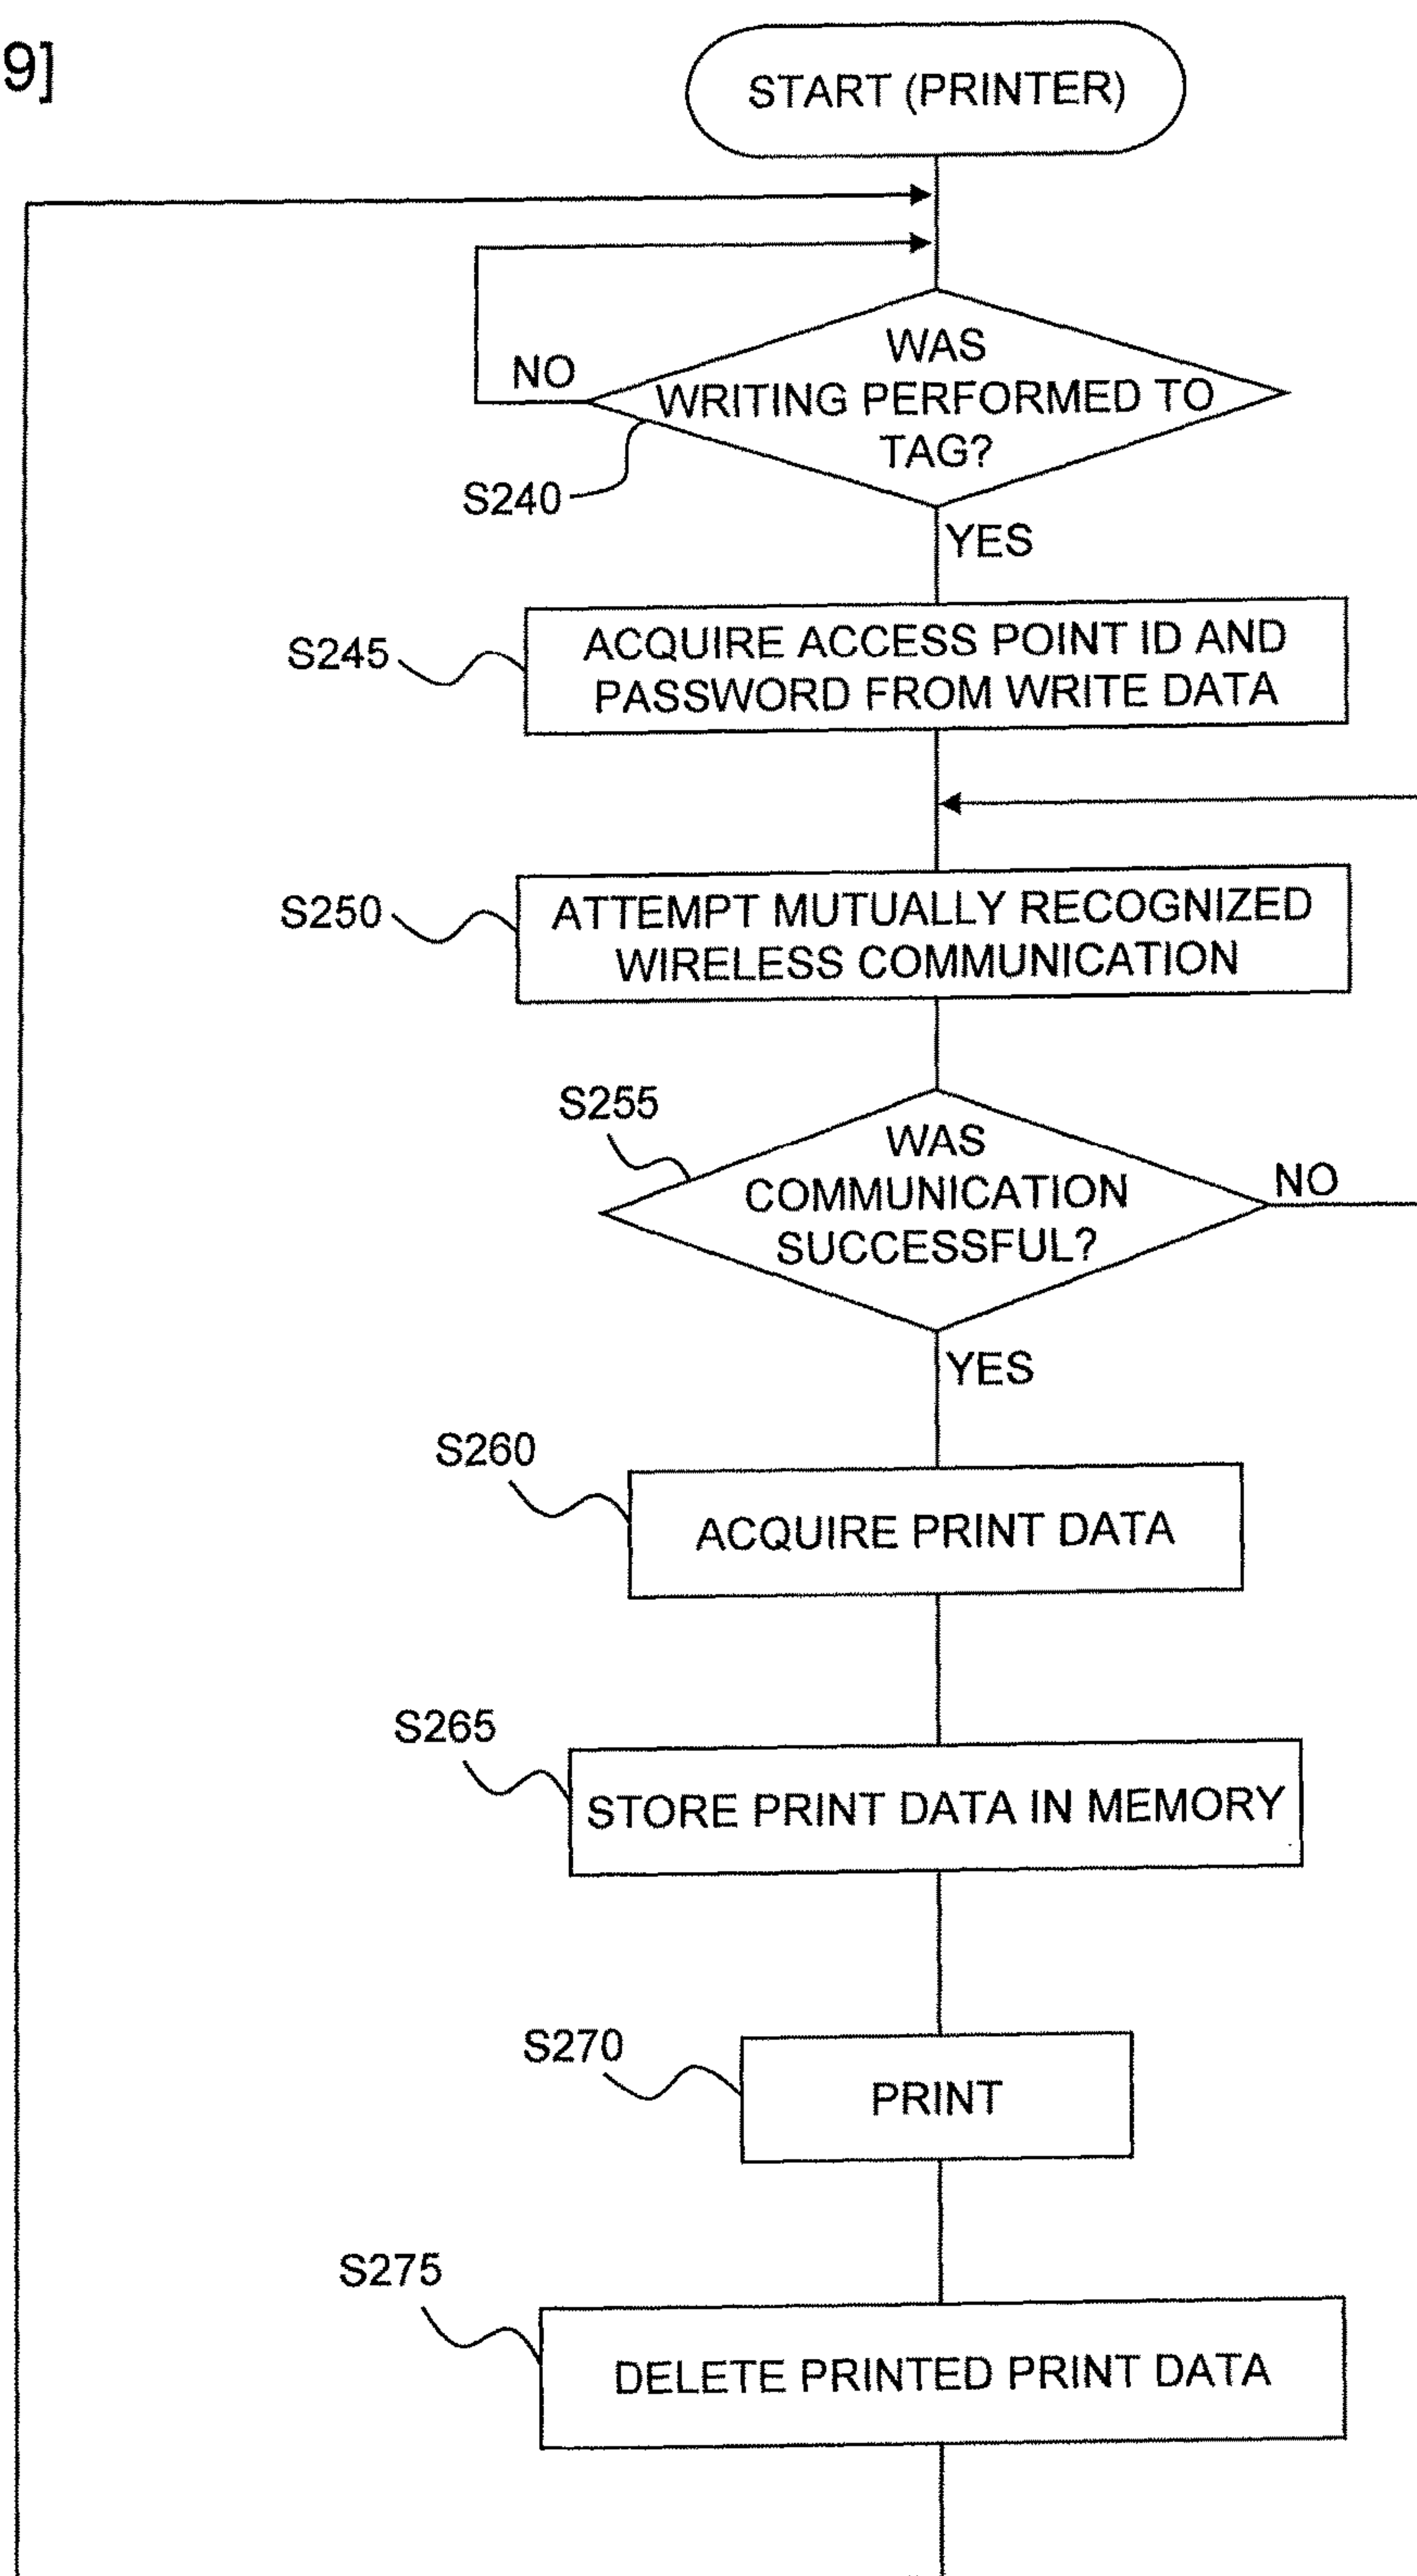 9]
START (PRINTER)
NO
WAS
WRITING PERFORMED TO
TAG?
S240
YES
S245
ACQUIRE ACCESS POINT ID AND
PASSWORD FROM WRITE DATA
S250
ATTEMPT MUTUALLY RECOGNIZED
WIRELESS COMMUNICATION
S255
WAS
COMMUNICATION
SUCCESSFUL?
NO
YES
S260
ACQUIRE PRINT DATA
S265
STORE PRINT DATA IN MEMORY
S270
PRINT
S275
DELETE PRINTED PRINT DATA